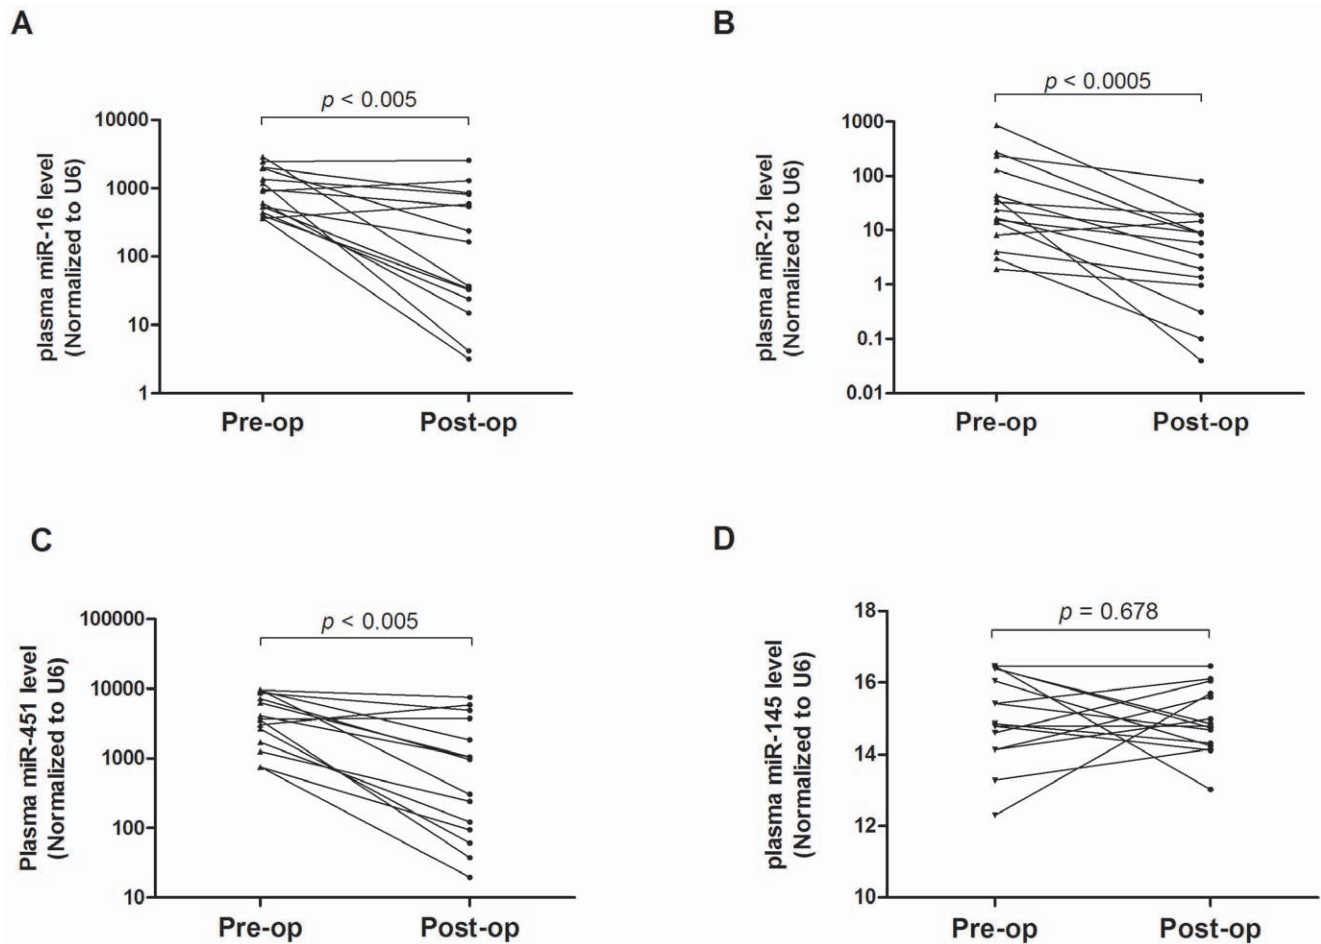 A
p < 0.005
plasma miR-16 level
(Normalized to U6)
10000
1000
100
10
1
Pre-op Post-op
B
p < 0.0005
plasma miR-21 level
(Normalized to U6)
1000
100
10
1
0.1
0.01
Pre-op Post-op
C
p < 0.005
Plasma miR-451 level
(Normalized to U6)
100000
10000
1000
100
10
Pre-op Post-op
D
p = 0.678
plasma miR-145 level
(Normalized to U6)
18
16
14
12
10
Pre-op Post-op